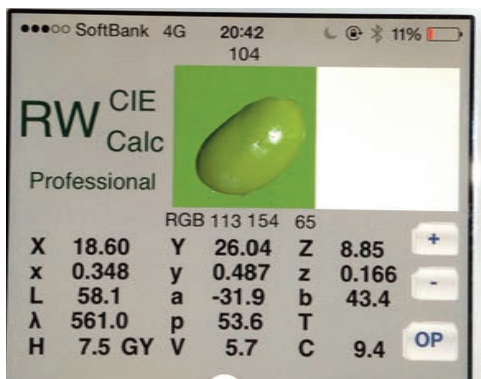 ●●●○○ SoftBank 4G 20:42 11%
104
RW CIE
Calc
Professional
RGB 113 154 65
X 18.60 Y 26.04 Z 8.85 +
x 0.348 y 0.487 z 0.166
L 58.1 a -31.9 b 43.4 -
λ 561.0 p 53.6 T
H 7.5 GY V 5.7 C 9.4 OP